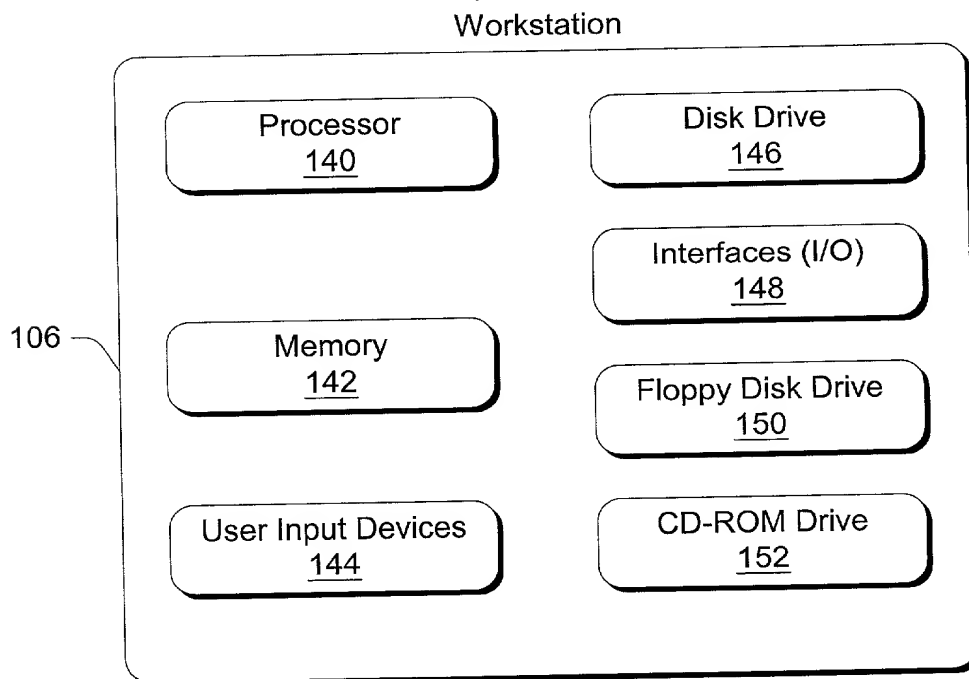 Workstation
Processor
140
Disk Drive
146
Interfaces (I/O)
148
106
Memory
142
Floppy Disk Drive
150
User Input Devices
144
CD-ROM Drive
152